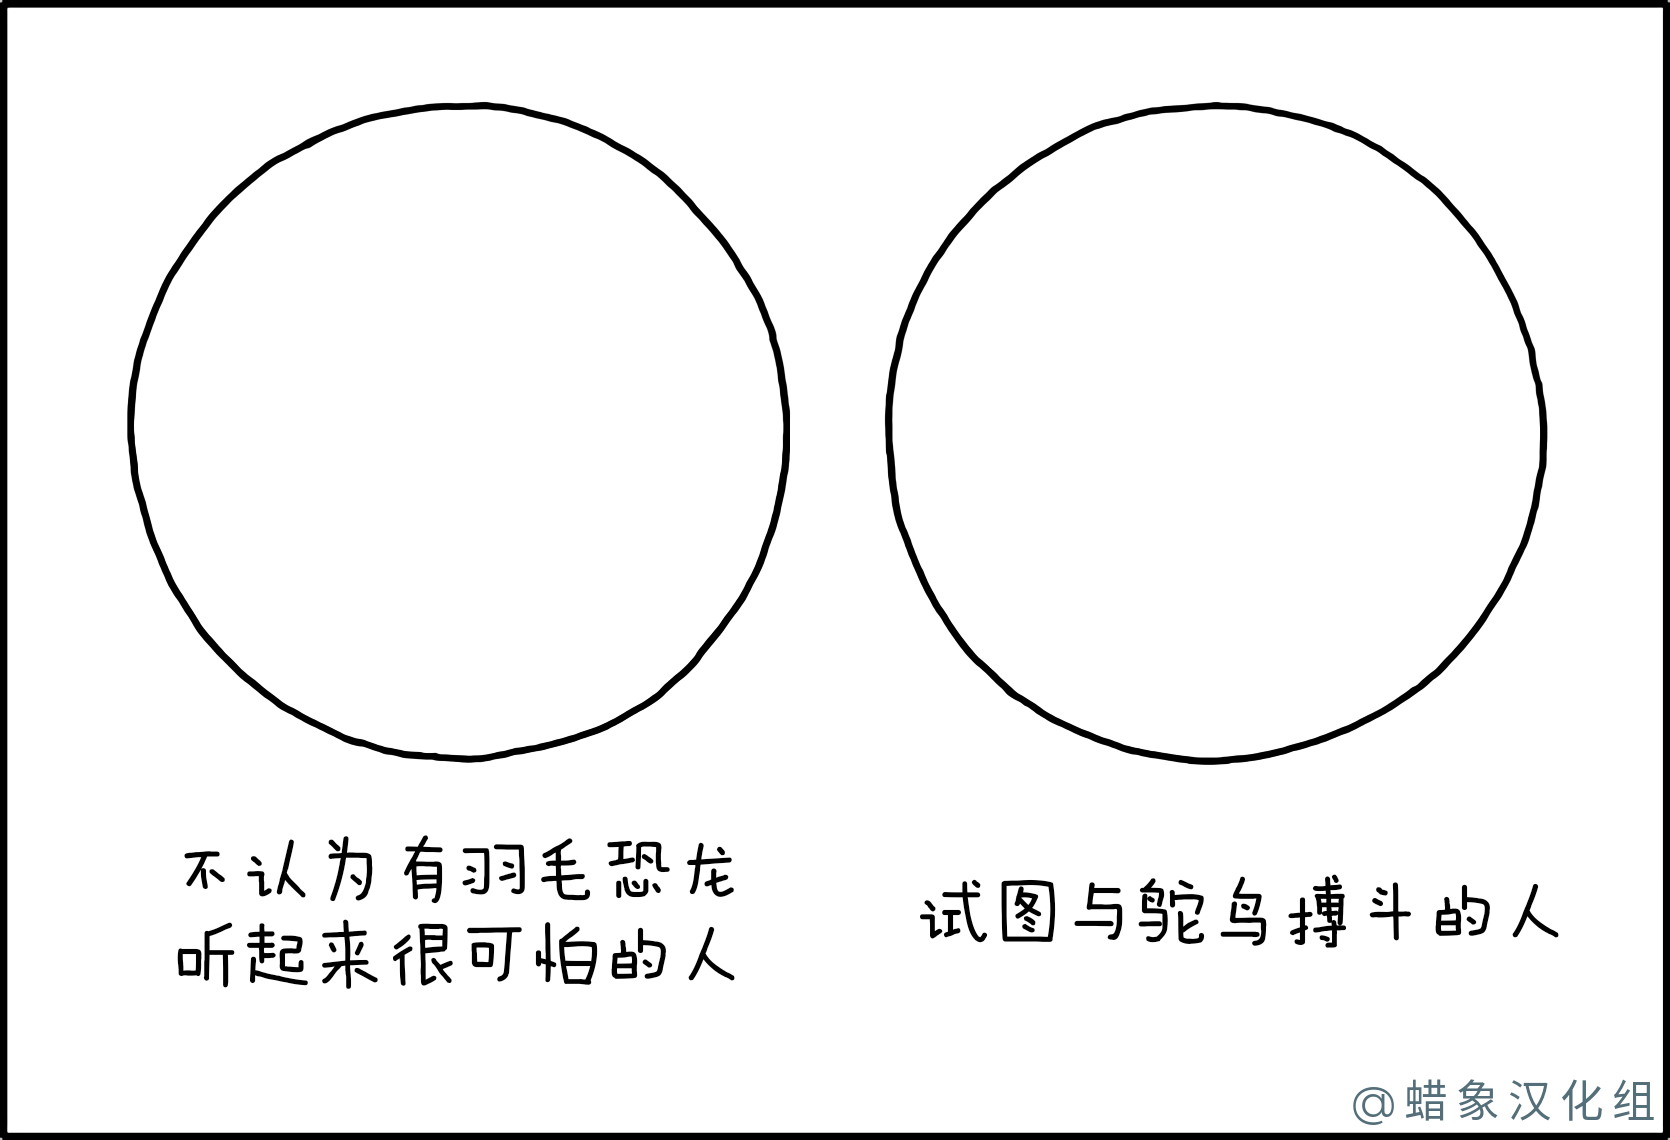 不认为有羽毛恐龙
听起来很可怕的人
试图与鸵鸟搏斗的人
@蜡象汉化组